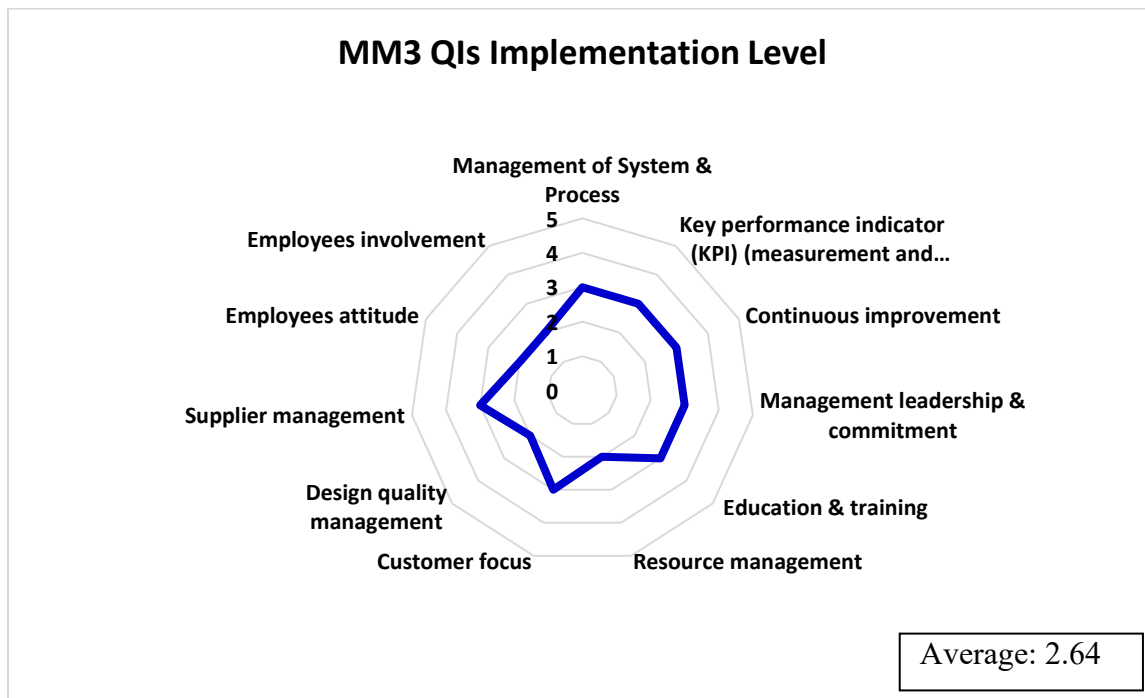 MM3 QIs Implementation Level
Management of System &
Process
Key performance indicator
(KPI) (measurement and…
Continuous improvement
Management leadership &
commitment
Education & training
Resource management
Customer focus
Design quality
management
Supplier management
Employees attitude
Employees involvement
5
4
3
2
1
0
Average: 2.64